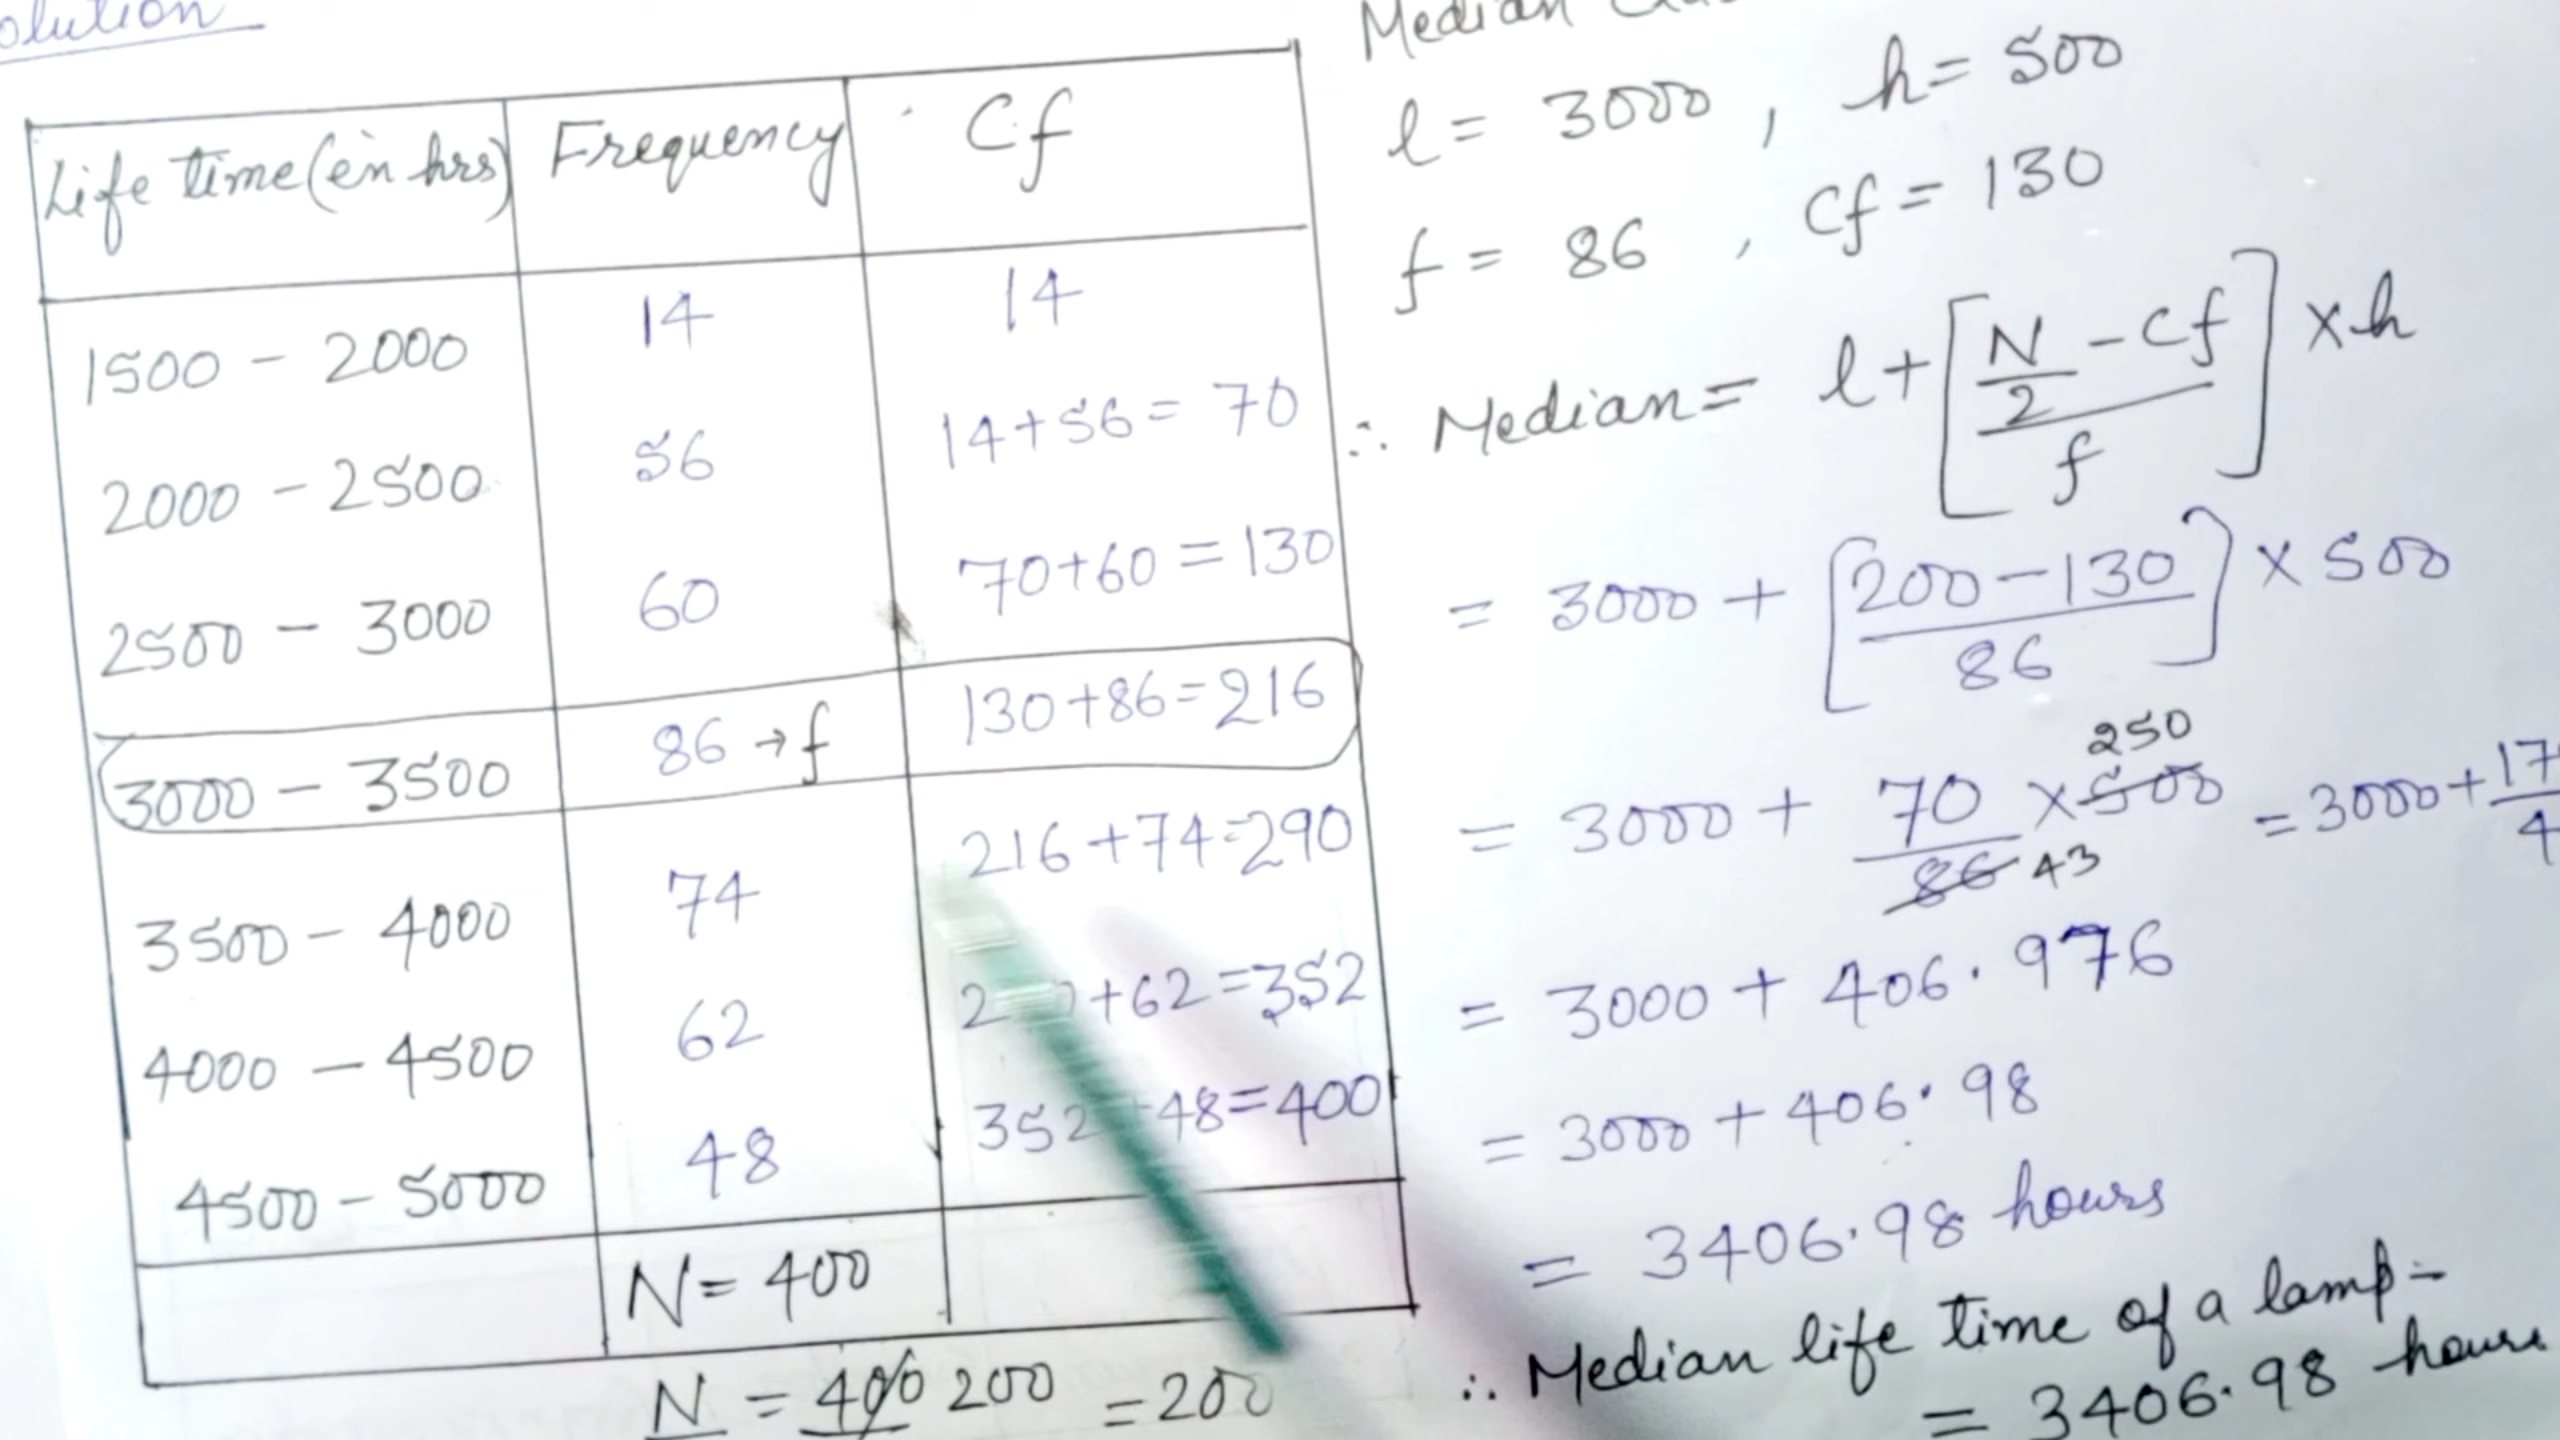 olution
Life time (in hrs) Frequency Cf
1500 - 2000 14 14
2000 - 2500 56 14+56= 70
2500 - 3000 60 70+60 = 130
3000 - 3500 86 → f 130+86=216
3500 - 4000 74 216+74=290
4000 - 4500 62 +62=352
4500 - 5000 48 352 48=400
N= 400
N = 400 200 = 200
Median
l = 3000 , h= 500
f = 86 , Cf = 130
∴ Median = l + [N/2 - Cf / f] × h
= 3000 + [200-130 / 86] × 500
= 3000 + 70/86 43 × 500 250 = 3000+ 17 / 4
= 3000 + 406.976
= 3000 + 406.98
= 3406.98 hours
∴ Median life time of a lamp -
= 3406.98 hours